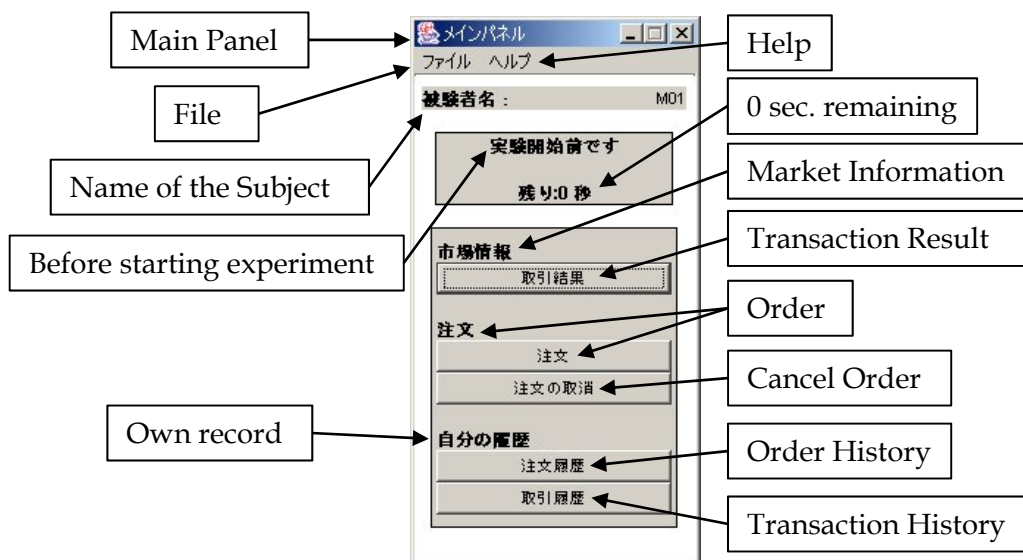 Main Panel
メインパネル
Help
ファイル ヘルプ
File
被験者名 : M01
0 sec. remaining
実験開始前です
Name of the Subject
残り:0 秒
Market Information
市場情報
Before starting experiment
Transaction Result
取引結果
Order
注文
注文
Cancel Order
注文の取消
Own record
自分の履歴
Order History
注文履歴
取引履歴
Transaction History